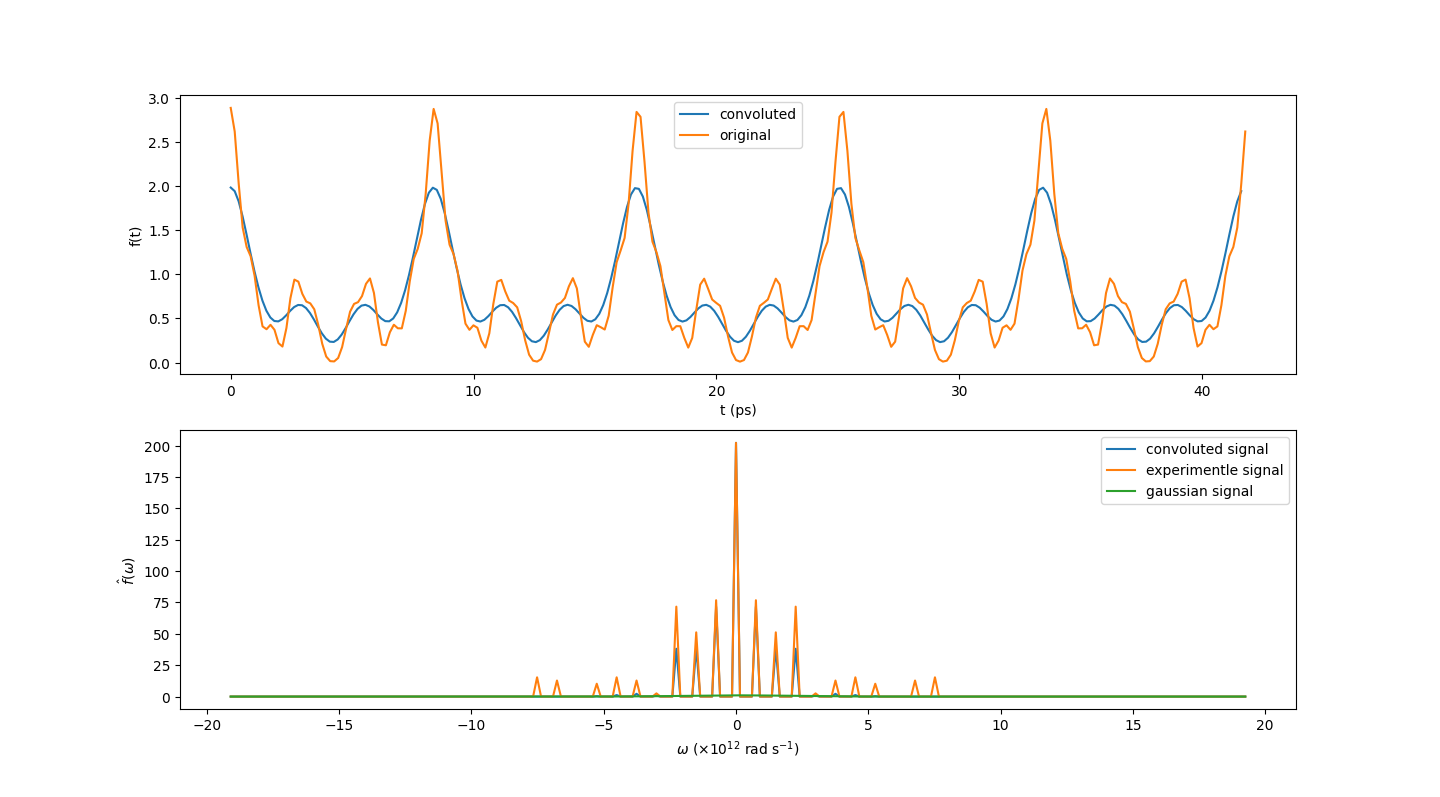 3.0
2.5
2.0
1.5
1.0
0.5
0.0
f(t)
convoluted
original
0 10 20 30 40
t (ps)
200
175
150
125
100
75
50
25
0
f̂(ω)
convoluted signal
experimentle signal
gaussian signal
−20 −15 −10 −5 0 5 10 15 20
ω (×10¹² rad s⁻¹)